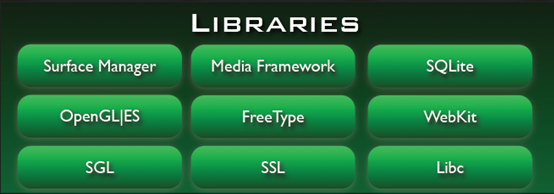 LIBRARIES
Surface Manager Media Framework SQLite
OpenGL|ES FreeType WebKit
SGL SSL Libc